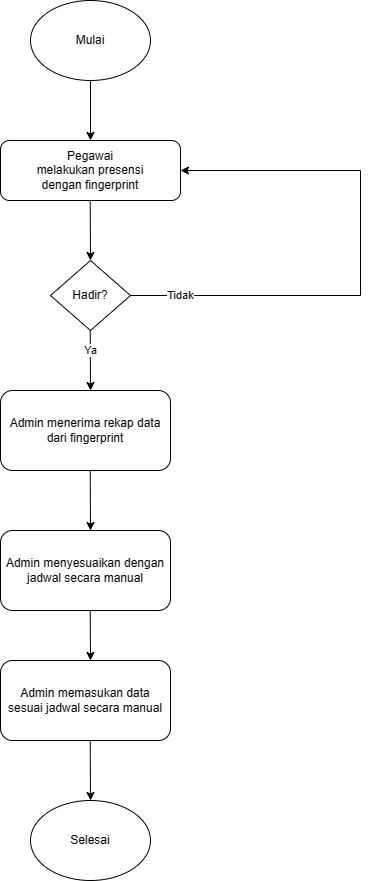 Mulai
Pegawai
melakukan presensi
dengan fingerprint
Hadir?
Tidak
Ya
Admin menerima rekap data
dari fingerprint
Admin menyesuaikan dengan
jadwal secara manual
Admin memasukan data
sesuai jadwal secara manual
Selesai